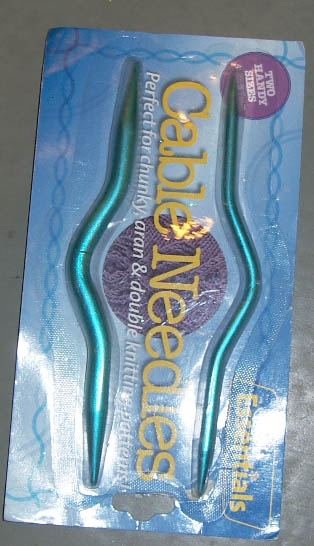 TWO
HANDY
SIZES
Cable Needles
Perfect for chunky, aran & double knitting patterns!
Essentials